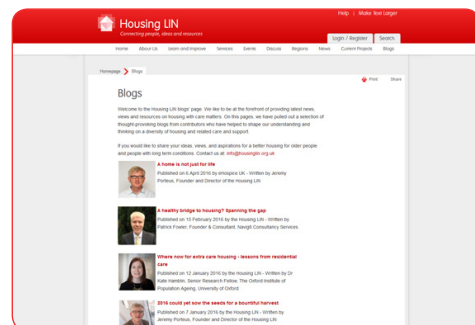 Help | Make Text Larger
Housing LIN
Connecting people, ideas and resources
Login / Register Search
Home About Us Learn and Improve Services Events Discuss Regions News Current Projects Blogs
Homepage Blogs
Print Share
Blogs
Welcome to the Housing LIN blogs' page. We like to be at the forefront of providing latest news,
views and resources on housing with care matters. On this pages, we have pulled out a selection of
thought-provoking blogs from contributors who have helped to shape our understanding and
thinking on a diversity of housing and related care and support.
If you would like to share your ideas, views, and aspirations for a better housing for older people
and people with long term conditions. Contact us at: info@housinglin.org.uk
A home is not just for life
Published on 6 April 2016 by eHospice UK - Written by Jeremy
Porteus, Founder and Director of the Housing LIN
A healthy bridge to housing? Spanning the gap
Published on 15 February 2016 by the Housing LIN - Written by
Patrick Fowler, Founder & Consultant, Navigili Consultancy Services
Where now for extra care housing - lessons from residential
care
Published on 12 January 2016 by the Housing LIN - Written by Dr
Kate Hamblin, Senior Research Fellow, The Oxford Institute of
Population Ageing, University of Oxford
2016 could yet sow the seeds for a bountiful harvest
Published on 7 January 2016 by the Housing LIN - Written by
Jeremy Porteus, Founder and Director of the Housing LIN